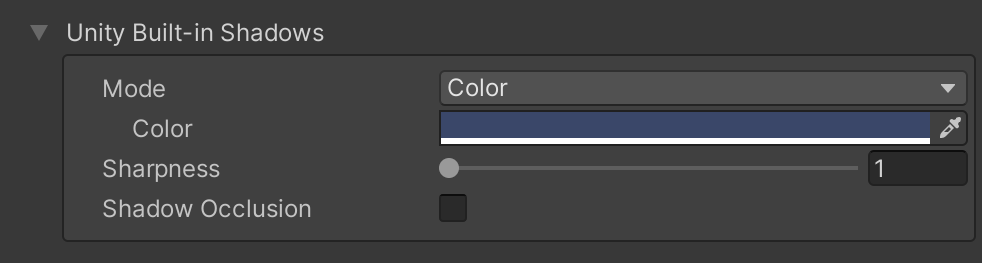 Unity Built-in Shadows
Mode Color
Color
Sharpness 1
Shadow Occlusion